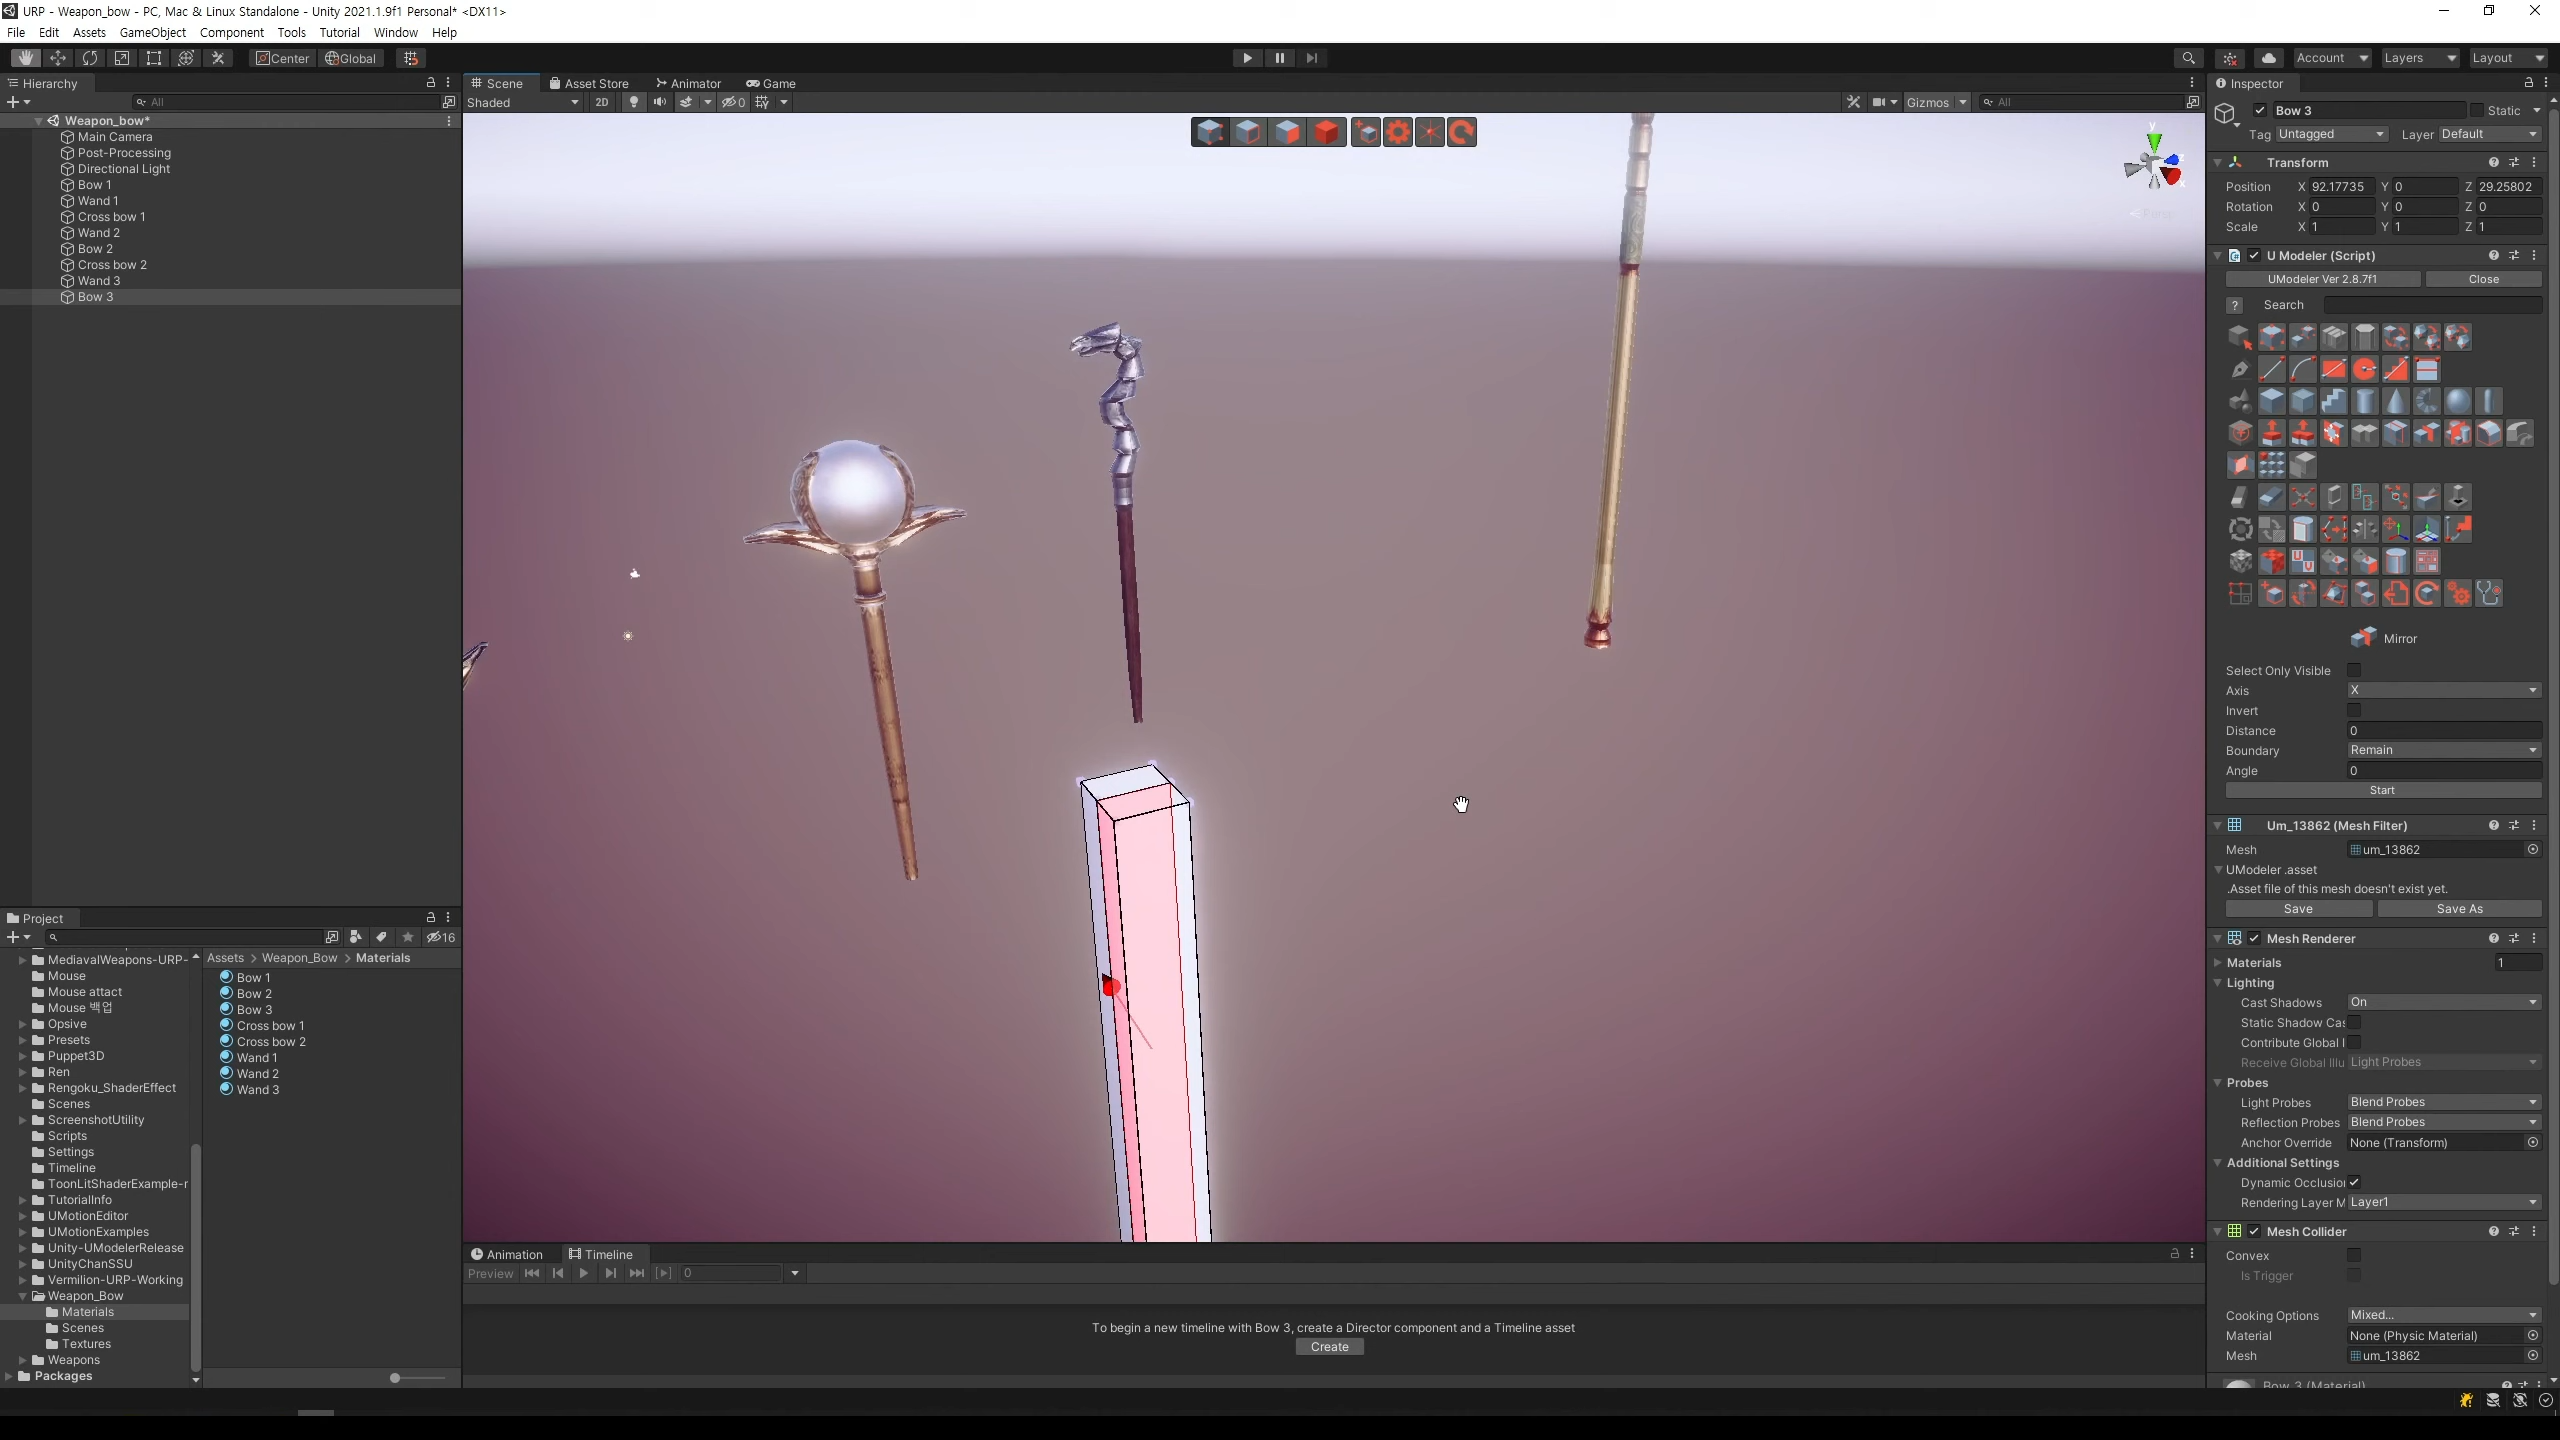 URP - Weapon_bow - PC, Mac & Linux Standalone - Unity 2021.1.9f1 Personal* <DX11>
File Edit Assets GameObject Component Tools Tutorial Window Help
Center Global
Account Layers Layout
Hierarchy
All
Weapon_bow*
Main Camera
Post-Processing
Directional Light
Bow 1
Wand 1
Cross bow 1
Wand 2
Bow 2
Cross bow 2
Wand 3
Bow 3
Scene Asset Store Animator Game
Shaded 2D 0 Gizmos All
y
Inspector
Bow 3 Static
Tag Untagged Layer Default
Transform
Position X 92.17735 Y 0 Z 29.25802
Rotation X 0 Y 0 Z 0
Scale X 1 Y 1 Z 1
U Modeler (Script)
UModeler Ver 2.8.7f1 Close
? Search
Mirror
Select Only Visible
Axis X
Invert
Distance 0
Boundary Remain
Angle 0
Start
Um_13862 (Mesh Filter)
Mesh um_13862
UModeler .asset
.Asset file of this mesh doesn't exist yet.
Save Save As
Mesh Renderer
Materials 1
Lighting
Cast Shadows On
Static Shadow Cas
Contribute Global I
Receive Global Illu Light Probes
Probes
Light Probes Blend Probes
Reflection Probes Blend Probes
Anchor Override None (Transform)
Additional Settings
Dynamic Occlusion
Rendering Layer M Layer1
Mesh Collider
Convex
Is Trigger
Cooking Options Mixed...
Material None (Physic Material)
Mesh um_13862
Bow 3 (Material)
Project
16
MediavalWeapons-URP-
Mouse
Mouse attact
Mouse 백업
Opsive
Presets
Puppet3D
Ren
Rengoku_ShaderEffect
Scenes
ScreenshotUtility
Scripts
Settings
Timeline
ToonLitShaderExample-r
TutorialInfo
UMotionEditor
UMotionExamples
Unity-UModelerRelease
UnityChanSSU
Vermilion-URP-Working
Weapon_Bow
Materials
Scenes
Textures
Weapons
Packages
Assets > Weapon_Bow > Materials
Bow 1
Bow 2
Bow 3
Cross bow 1
Cross bow 2
Wand 1
Wand 2
Wand 3
Animation Timeline
Preview 0
To begin a new timeline with Bow 3, create a Director component and a Timeline asset
Create